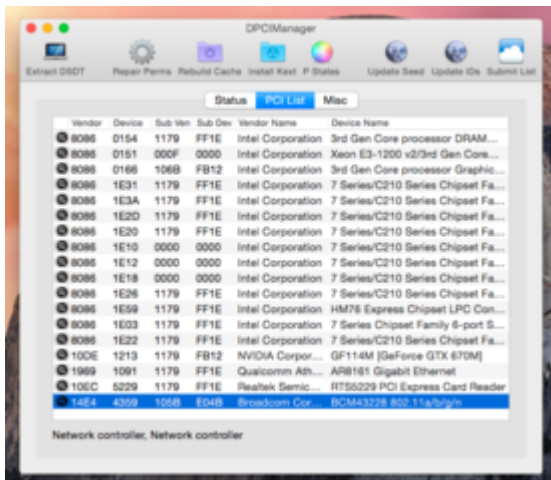 DPCIManager
Extract DSDT Repair Perms Rebuild Cache Install Kext P States Update Seed Update IDs Submit List
Status PCI List Misc
Vendor Device Sub Ven Sub Dev Vendor Name Device Name
8086 0154 1179 FF1E Intel Corporation 3rd Gen Core processor DRAM...
8086 0151 000F 0000 Intel Corporation Xeon E3-1200 v2/3rd Gen Core...
8086 0166 106B FB12 Intel Corporation 3rd Gen Core processor Graphic...
8086 1E31 1179 FF1E Intel Corporation 7 Series/C210 Series Chipset Fa...
8086 1E3A 1179 FF1E Intel Corporation 7 Series/C210 Series Chipset Fa...
8086 1E2D 1179 FF1E Intel Corporation 7 Series/C210 Series Chipset Fa...
8086 1E20 1179 FF1E Intel Corporation 7 Series/C210 Series Chipset Fa...
8086 1E10 0000 0000 Intel Corporation 7 Series/C210 Series Chipset Fa...
8086 1E12 0000 0000 Intel Corporation 7 Series/C210 Series Chipset Fa...
8086 1E18 0000 0000 Intel Corporation 7 Series/C210 Series Chipset Fa...
8086 1E26 1179 FF1E Intel Corporation 7 Series/C210 Series Chipset Fa...
8086 1E59 1179 FF1E Intel Corporation HM76 Express Chipset LPC Con...
8086 1E03 1179 FF1E Intel Corporation 7 Series Chipset Family 6-port S...
8086 1E22 1179 FF1E Intel Corporation 7 Series/C210 Series Chipset Fa...
10DE 1213 1179 FB12 NVIDIA Corpor... GF114M [GeForce GTX 670M]
1969 1091 1179 FF1E Qualcomm Ath... AR8161 Gigabit Ethernet
10EC 5229 1179 FF1E Realtek Semic... RTS5229 PCI Express Card Reader
14E4 4359 105B E04B Broadcom Cor... BCM43228 802.11a/b/g/n
Network controller, Network controller